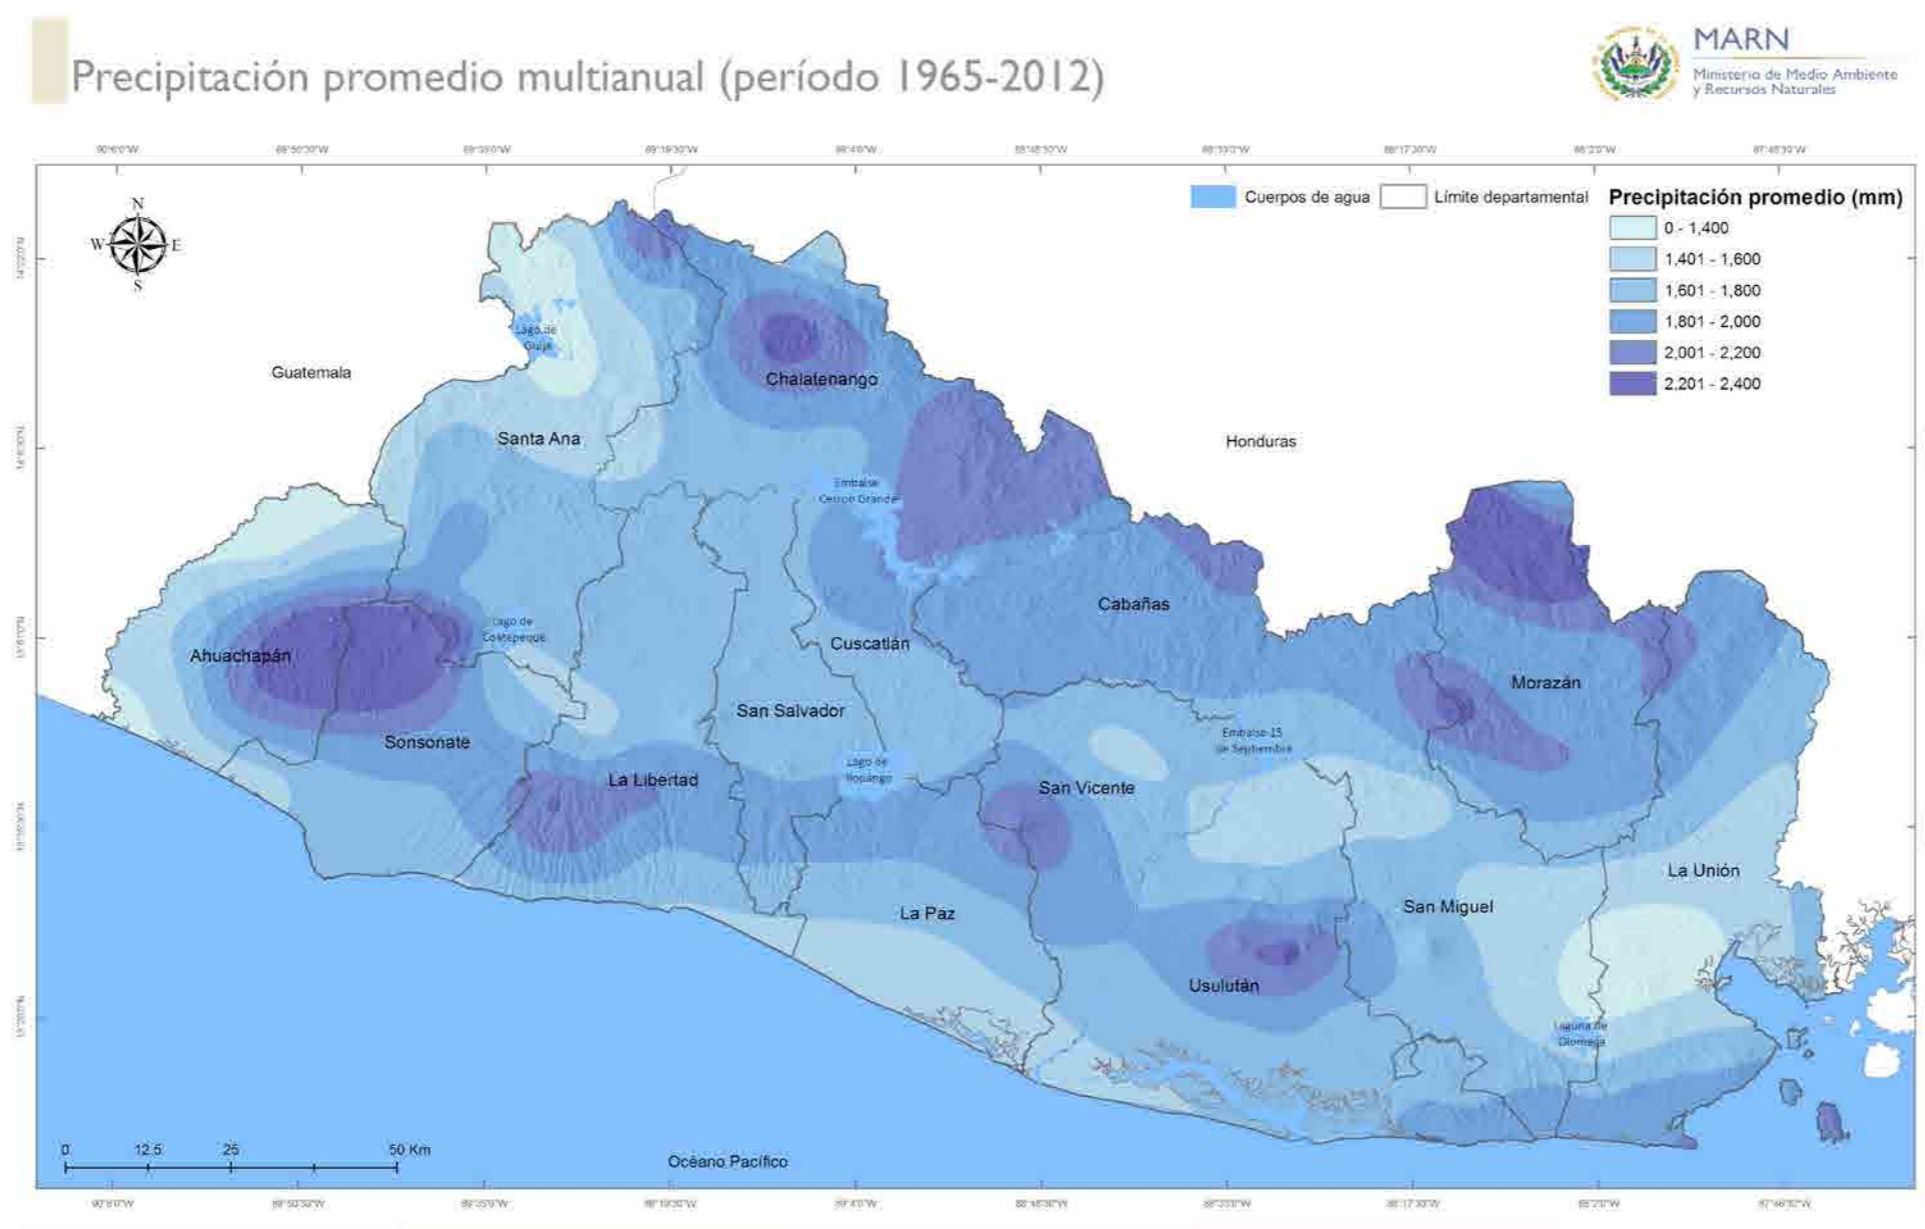 Precipitación promedio multianual (período 1965-2012)
MARN
Ministerio de Medio Ambiente
y Recursos Naturales
Cuerpos de agua
Límite departamental
Precipitación promedio (mm)
0 - 1,400
1,401 - 1,600
1,601 - 1,800
1,801 - 2,000
2,001 - 2,200
2,201 - 2,400
N
W
E
S
Lago de
Guija
Guatemala
Chalatenango
Santa Ana
Honduras
Embalse
Cerron Grande
Cabañas
Lago de
Coatepeque
Cuscatlán
Ahuachapán
Morazán
San Salvador
Sonsonate
Embalse 15
de Septiembre
La Libertad
Lago de
Ilopango
San Vicente
La Unión
La Paz
San Miguel
Usulután
Laguna de
Olomega
0
12.5
25
50 Km
Océano Pacífico